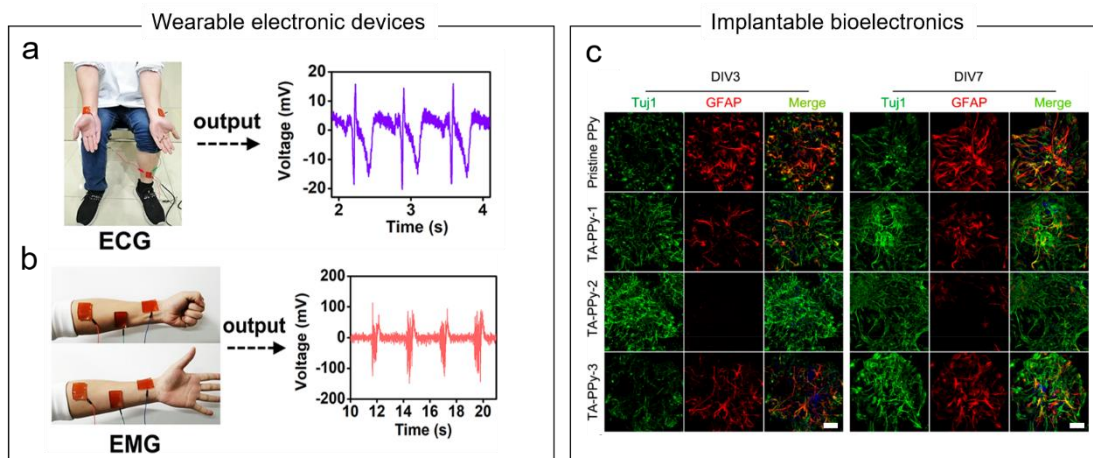 Wearable electronic devices
Implantable bioelectronics
a
ECG
output
Voltage (mV)
20
10
0
-10
-20
2
3
4
Time (s)
b
EMG
output
Voltage (mV)
200
100
0
-100
-200
10
12
14
16
18
20
Time (s)
c
DIV3
DIV7
Tuj1
GFAP
Merge
Tuj1
GFAP
Merge
Pristine PPy
TA-PPy-1
TA-PPy-2
TA-PPy-3